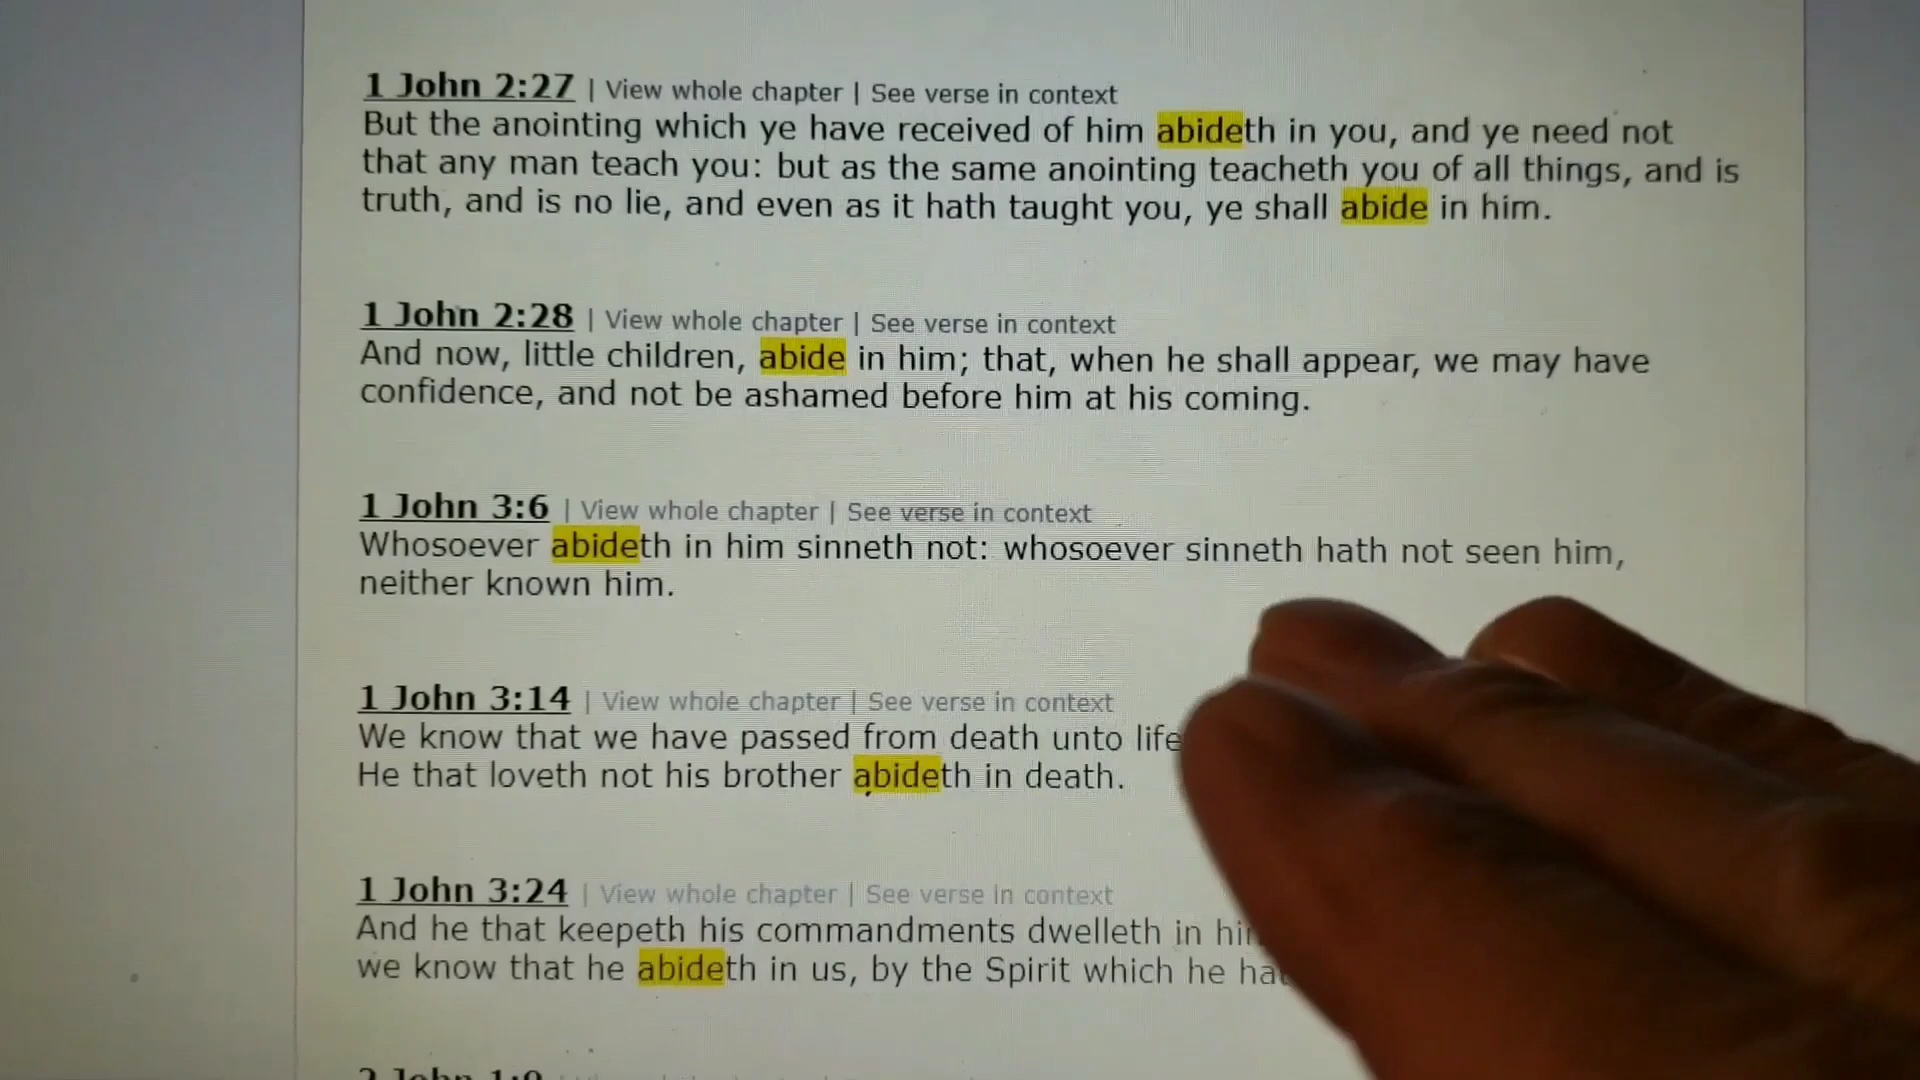 1 John 2:27 | View whole chapter | See verse in context
But the anointing which ye have received of him abideth in you, and ye need not
that any man teach you: but as the same anointing teacheth you of all things, and is
truth, and is no lie, and even as it hath taught you, ye shall abide in him.
1 John 2:28 | View whole chapter | See verse in context
And now, little children, abide in him; that, when he shall appear, we may have
confidence, and not be ashamed before him at his coming.
1 John 3:6 | View whole chapter | See verse in context
Whosoever abideth in him sinneth not: whosoever sinneth hath not seen him,
neither known him.
1 John 3:14 | View whole chapter | See verse in context
We know that we have passed from death unto life
He that loveth not his brother abideth in death.
1 John 3:24 | View whole chapter | See verse in context
And he that keepeth his commandments dwelleth in
we know that he abideth in us, by the Spirit which he
2 John 1:9